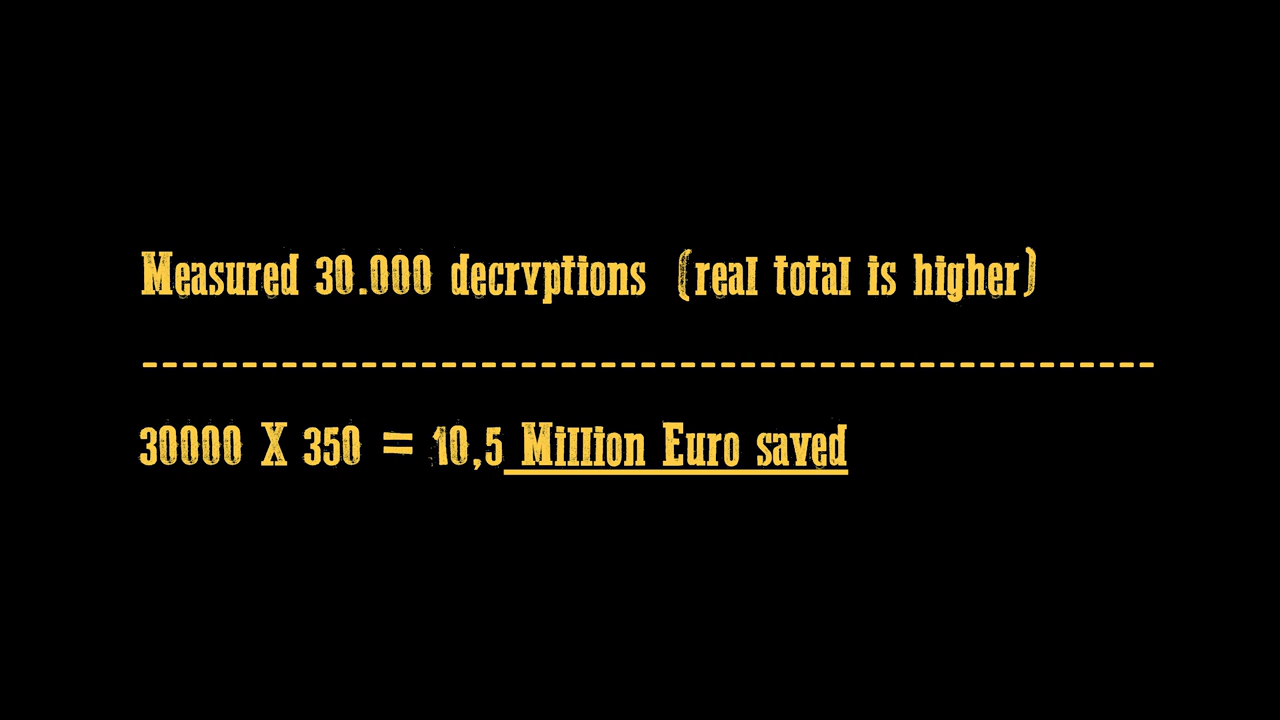 Measured 30.000 decryptions (real total is higher)
---------------------------------------------------
30000 X 350 = 10,5 Million Euro saved